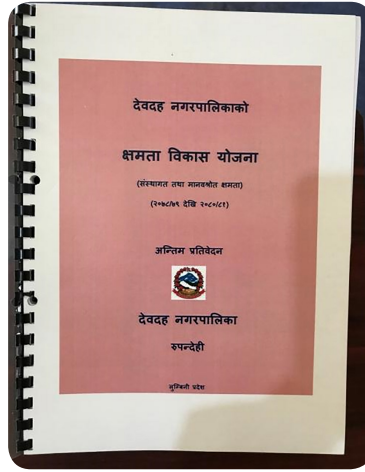 देवदह नगरपालिकाको
क्षमता विकास योजना
(संस्थागत तथा मानवश्रोत क्षमता)
(२०७८/७९ देखि २०८०/८१)
अन्तिम प्रतिवेदन
देवदह नगरपालिका
रुपन्देही
लुम्बिनी प्रदेश